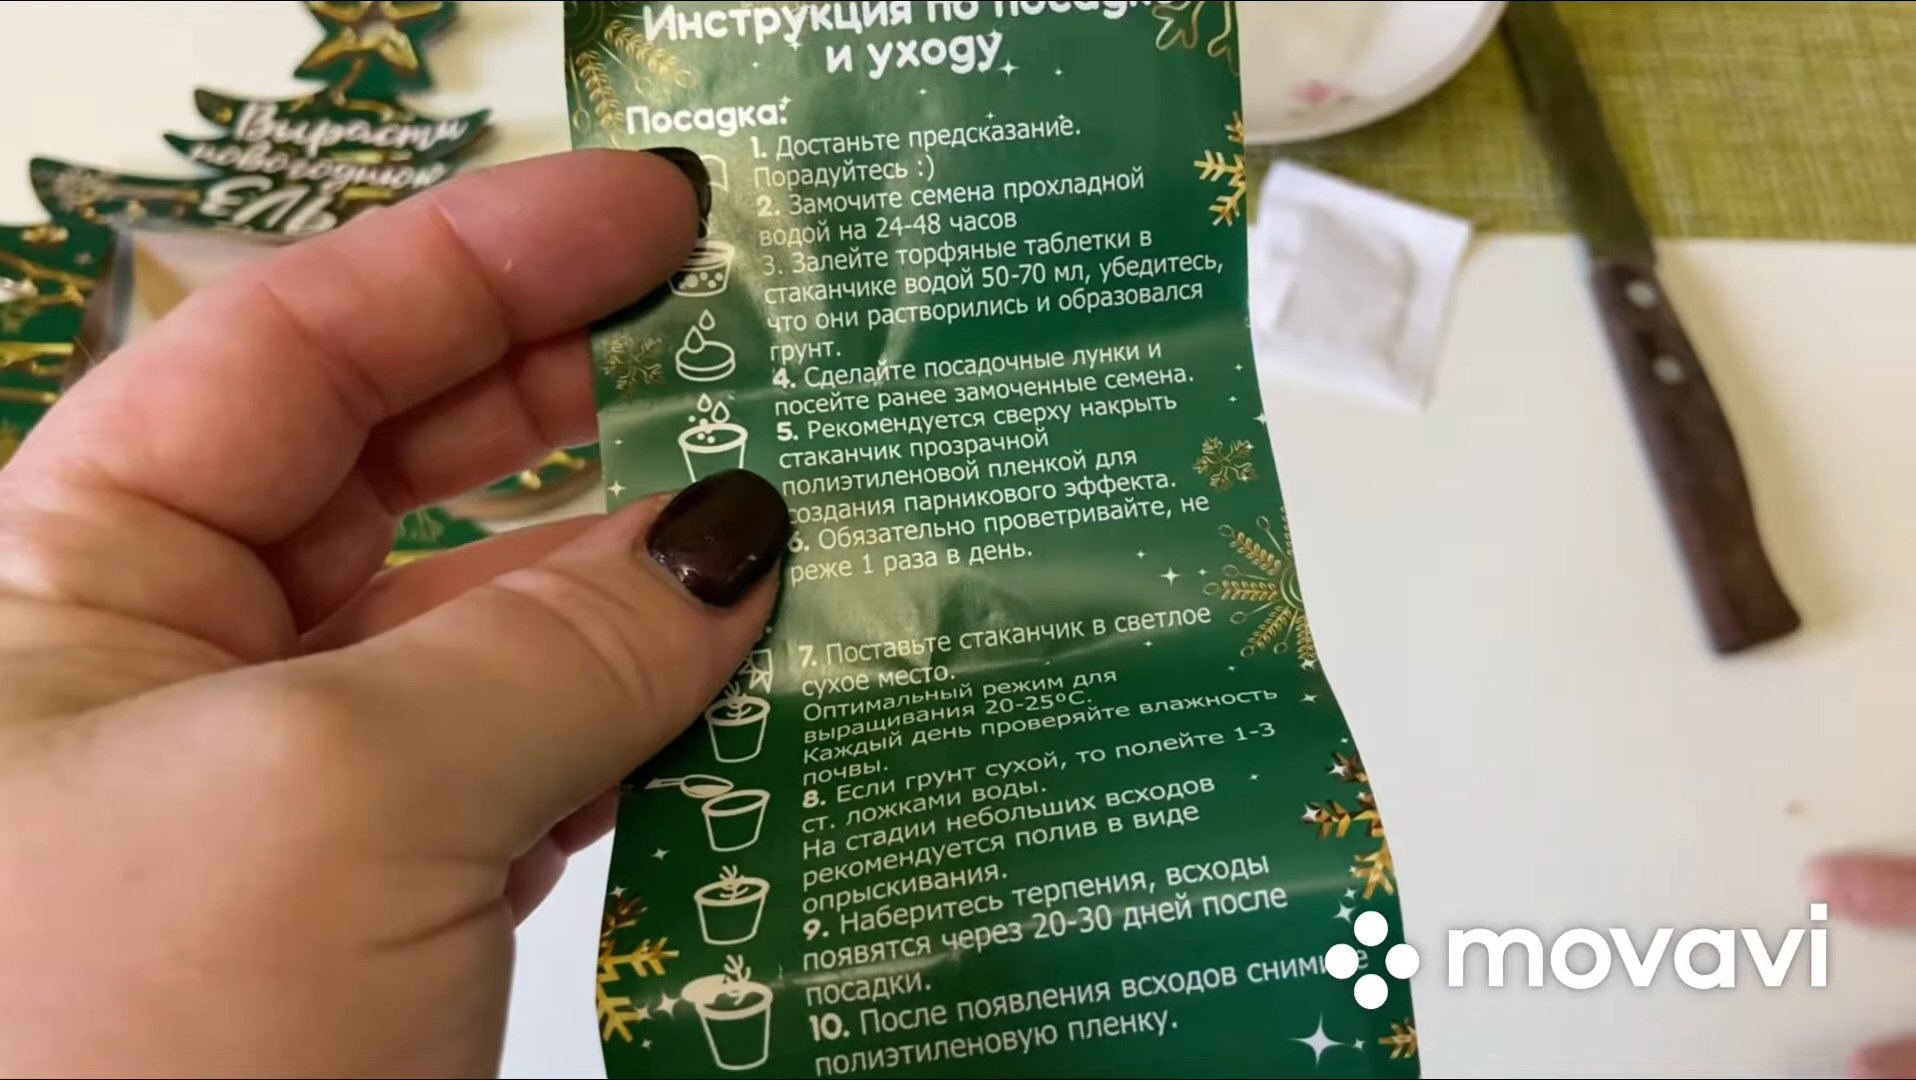 Инструкция по посадке
и уходу
Посадка:
1. Достаньте предсказание.
Порадуйтесь :)
2. Замочите семена прохладной
водой на 24-48 часов
3. Залейте торфяные таблетки в
стаканчике водой 50-70 мл, убедитесь,
что они растворились и образовался
грунт.
4. Сделайте посадочные лунки и
посейте ранее замоченные семена.
5. Рекомендуется сверху накрыть
стаканчик прозрачной
полиэтиленовой пленкой для
создания парникового эффекта.
6. Обязательно проветривайте, не
реже 1 раза в день.
7. Поставьте стаканчик в светлое
сухое место.
Оптимальный режим для
выращивания 20-25°С.
Каждый день проверяйте влажность
почвы.
8. Если грунт сухой, то полейте 1-3
ст. ложками воды.
На стадии небольших всходов
рекомендуется полив в виде
опрыскивания.
9. Наберитесь терпения, всходы
появятся через 20-30 дней после
посадки.
10. После появления всходов снимите
полиэтиленовую пленку.
Вырасти
новогоднюю
ЕЛЬ
movavi